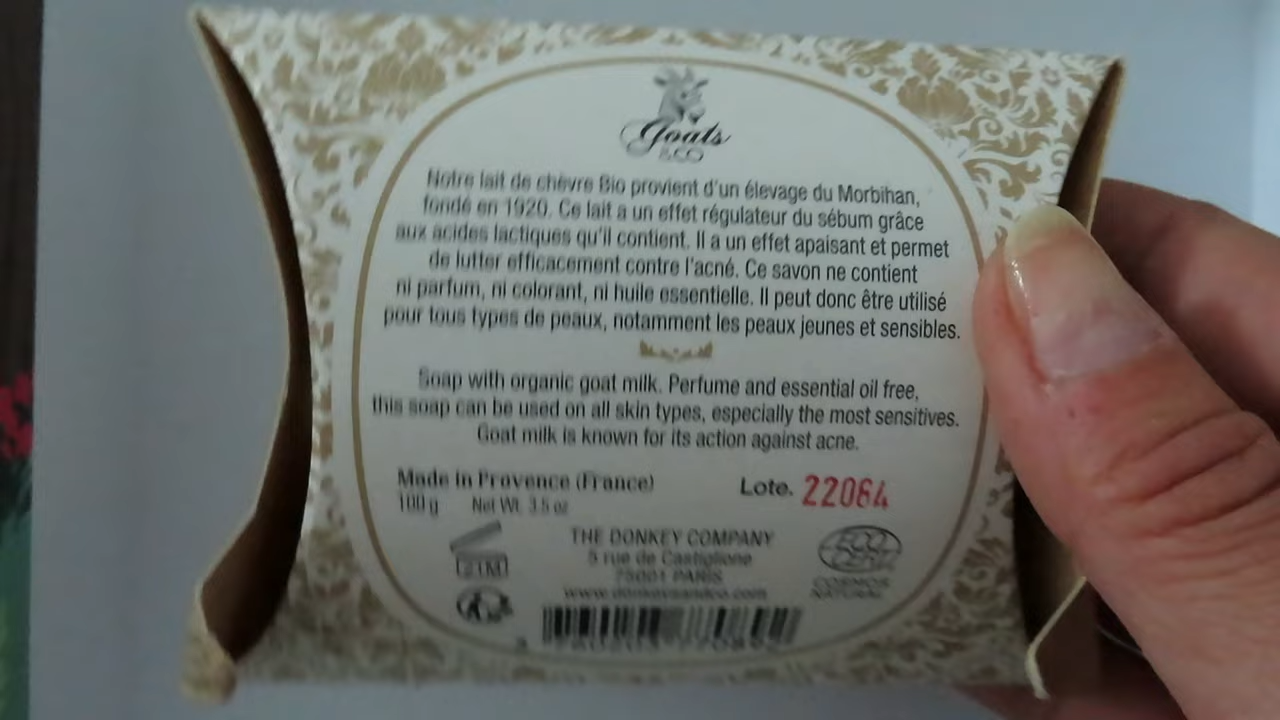 Goats
&CO
Notre lait de chèvre Bio provient d'un élevage du Morbihan,
fondé en 1920. Ce lait a un effet régulateur du sébum grâce
aux acides lactiques qu'il contient. Il a un effet apaisant et permet
de lutter efficacement contre l'acné. Ce savon ne contient
ni parfum, ni colorant, ni huile essentielle. Il peut donc être utilisé
pour tous types de peaux, notamment les peaux jeunes et sensibles.
Soap with organic goat milk. Perfume and essential oil free,
this soap can be used on all skin types, especially the most sensitives.
Goat milk is known for its action against acne.
Made in Provence (France)
Lote. 22064
100 g Net Wt. 3.5 oz
THE DONKEY COMPANY
5 rue de Castiglione
75001 PARIS
www.donkeyandco.com
ECO
CERT
COSMOS
NATURAL